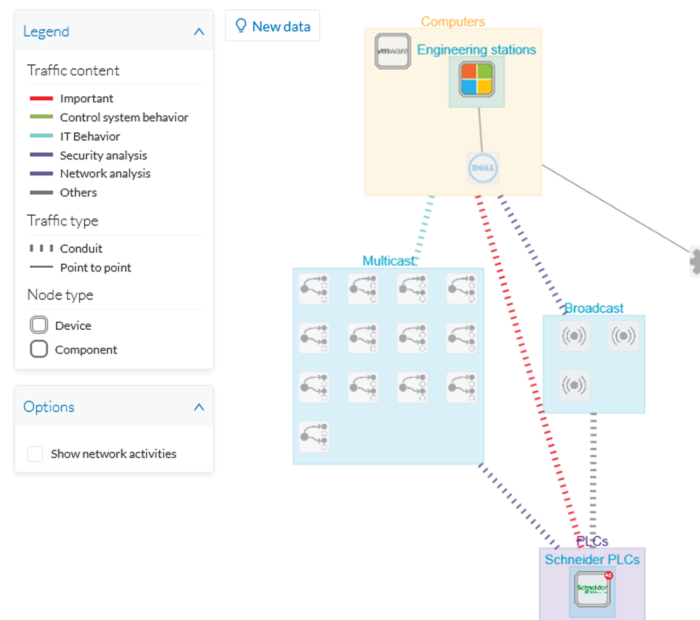 Legend
Traffic content
Important
Control system behavior
IT Behavior
Security analysis
Network analysis
Others
Traffic type
Conduit
Point to point
Node type
Device
Component
Options
Show network activities
New data
Computers
vmware
Engineering stations
DELL
Multicast
Broadcast
PLCs
Schneider PLCs
Schneider